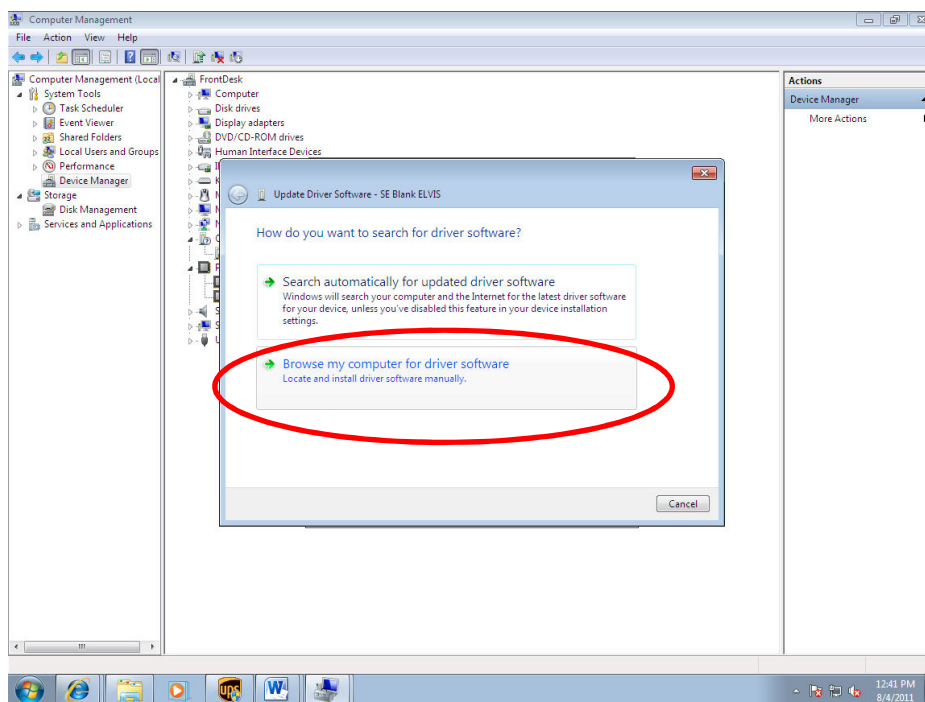 Computer Management
File Action View Help
Computer Management (Local
System Tools
Task Scheduler
Event Viewer
Shared Folders
Local Users and Groups
Performance
Device Manager
Storage
Disk Management
Services and Applications
FrontDesk
Computer
Disk drives
Display adapters
DVD/CD-ROM drives
Human Interface Devices
Actions
Device Manager
More Actions
Update Driver Software - SE Blank ELVIS
How do you want to search for driver software?
Search automatically for updated driver software
Windows will search your computer and the Internet for the latest driver software
for your device, unless you've disabled this feature in your device installation
settings.
Browse my computer for driver software
Locate and install driver software manually.
Cancel
ups
W
12:41 PM
8/4/2011